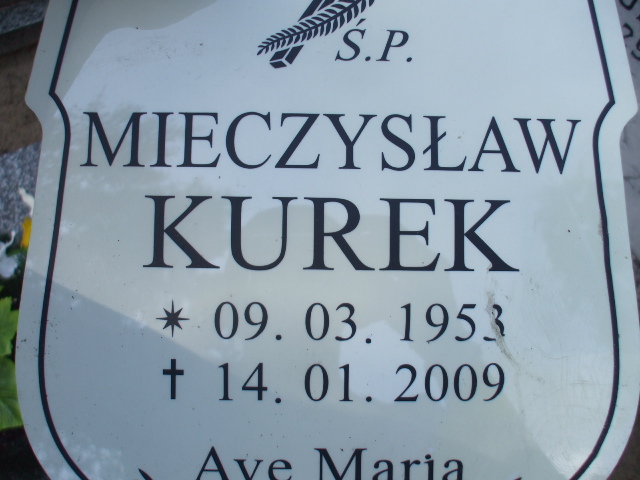 Ś.P.
MIECZYSŁAW
KUREK
✴ 09. 03. 1953
† 14. 01. 2009
Ave Maria